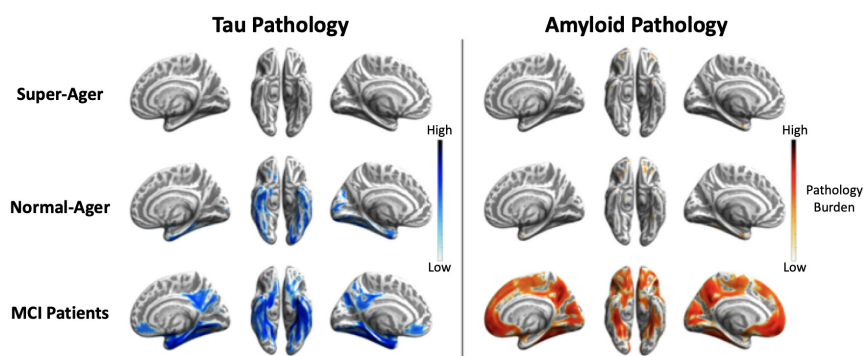 Tau Pathology
Amyloid Pathology
Super-Ager
High
High
Normal-Ager
Pathology
Burden
Low
Low
MCI Patients